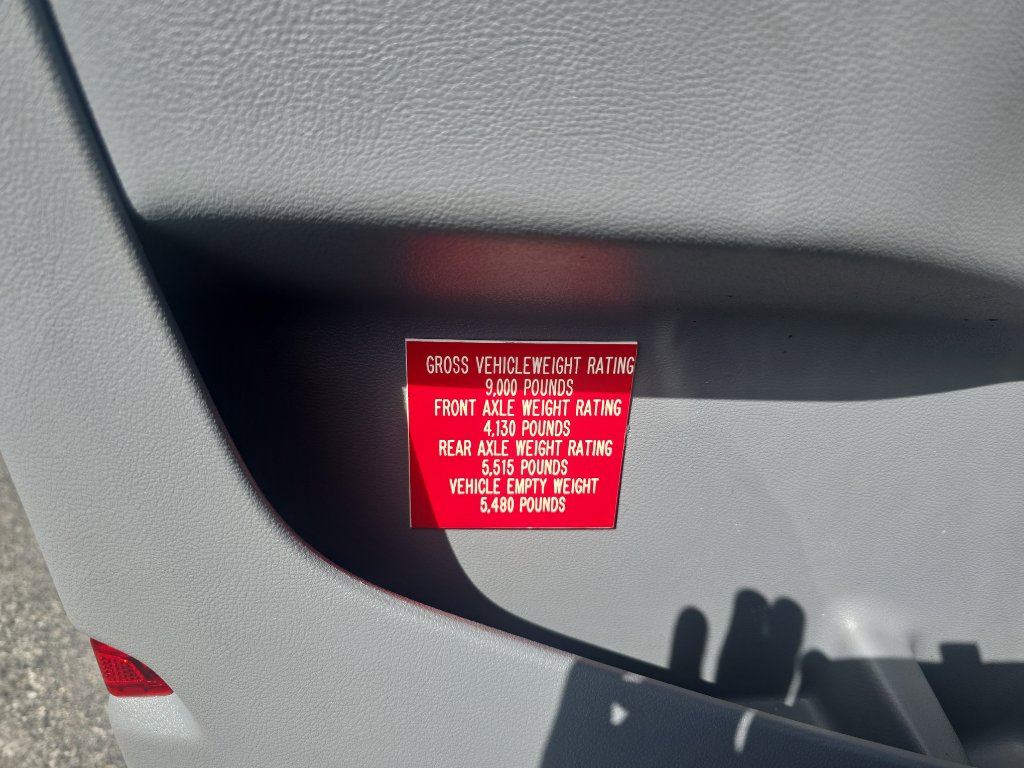 GROSS VEHICLEWEIGHT RATING
9,000 POUNDS
FRONT AXLE WEIGHT RATING
4,130 POUNDS
REAR AXLE WEIGHT RATING
5,515 POUNDS
VEHICLE EMPTY WEIGHT
5,480 POUNDS